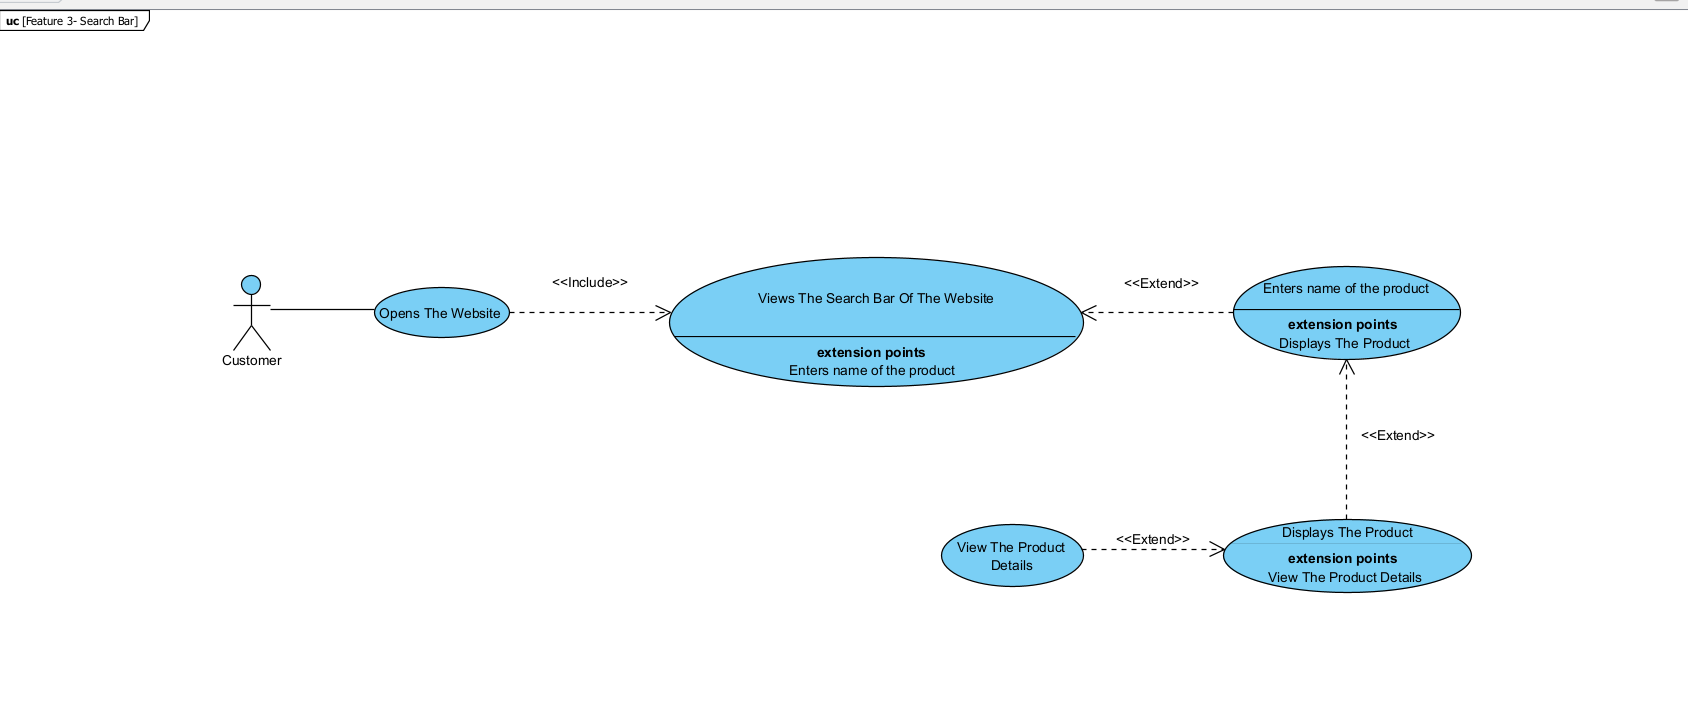 uc [Feature 3- Search Bar]
Customer
Opens The Website
<<Include>>
Views The Search Bar Of The Website
extension points
Enters name of the product
<<Extend>>
Enters name of the product
extension points
Displays The Product
<<Extend>>
View The Product
Details
<<Extend>>
Displays The Product
extension points
View The Product Details